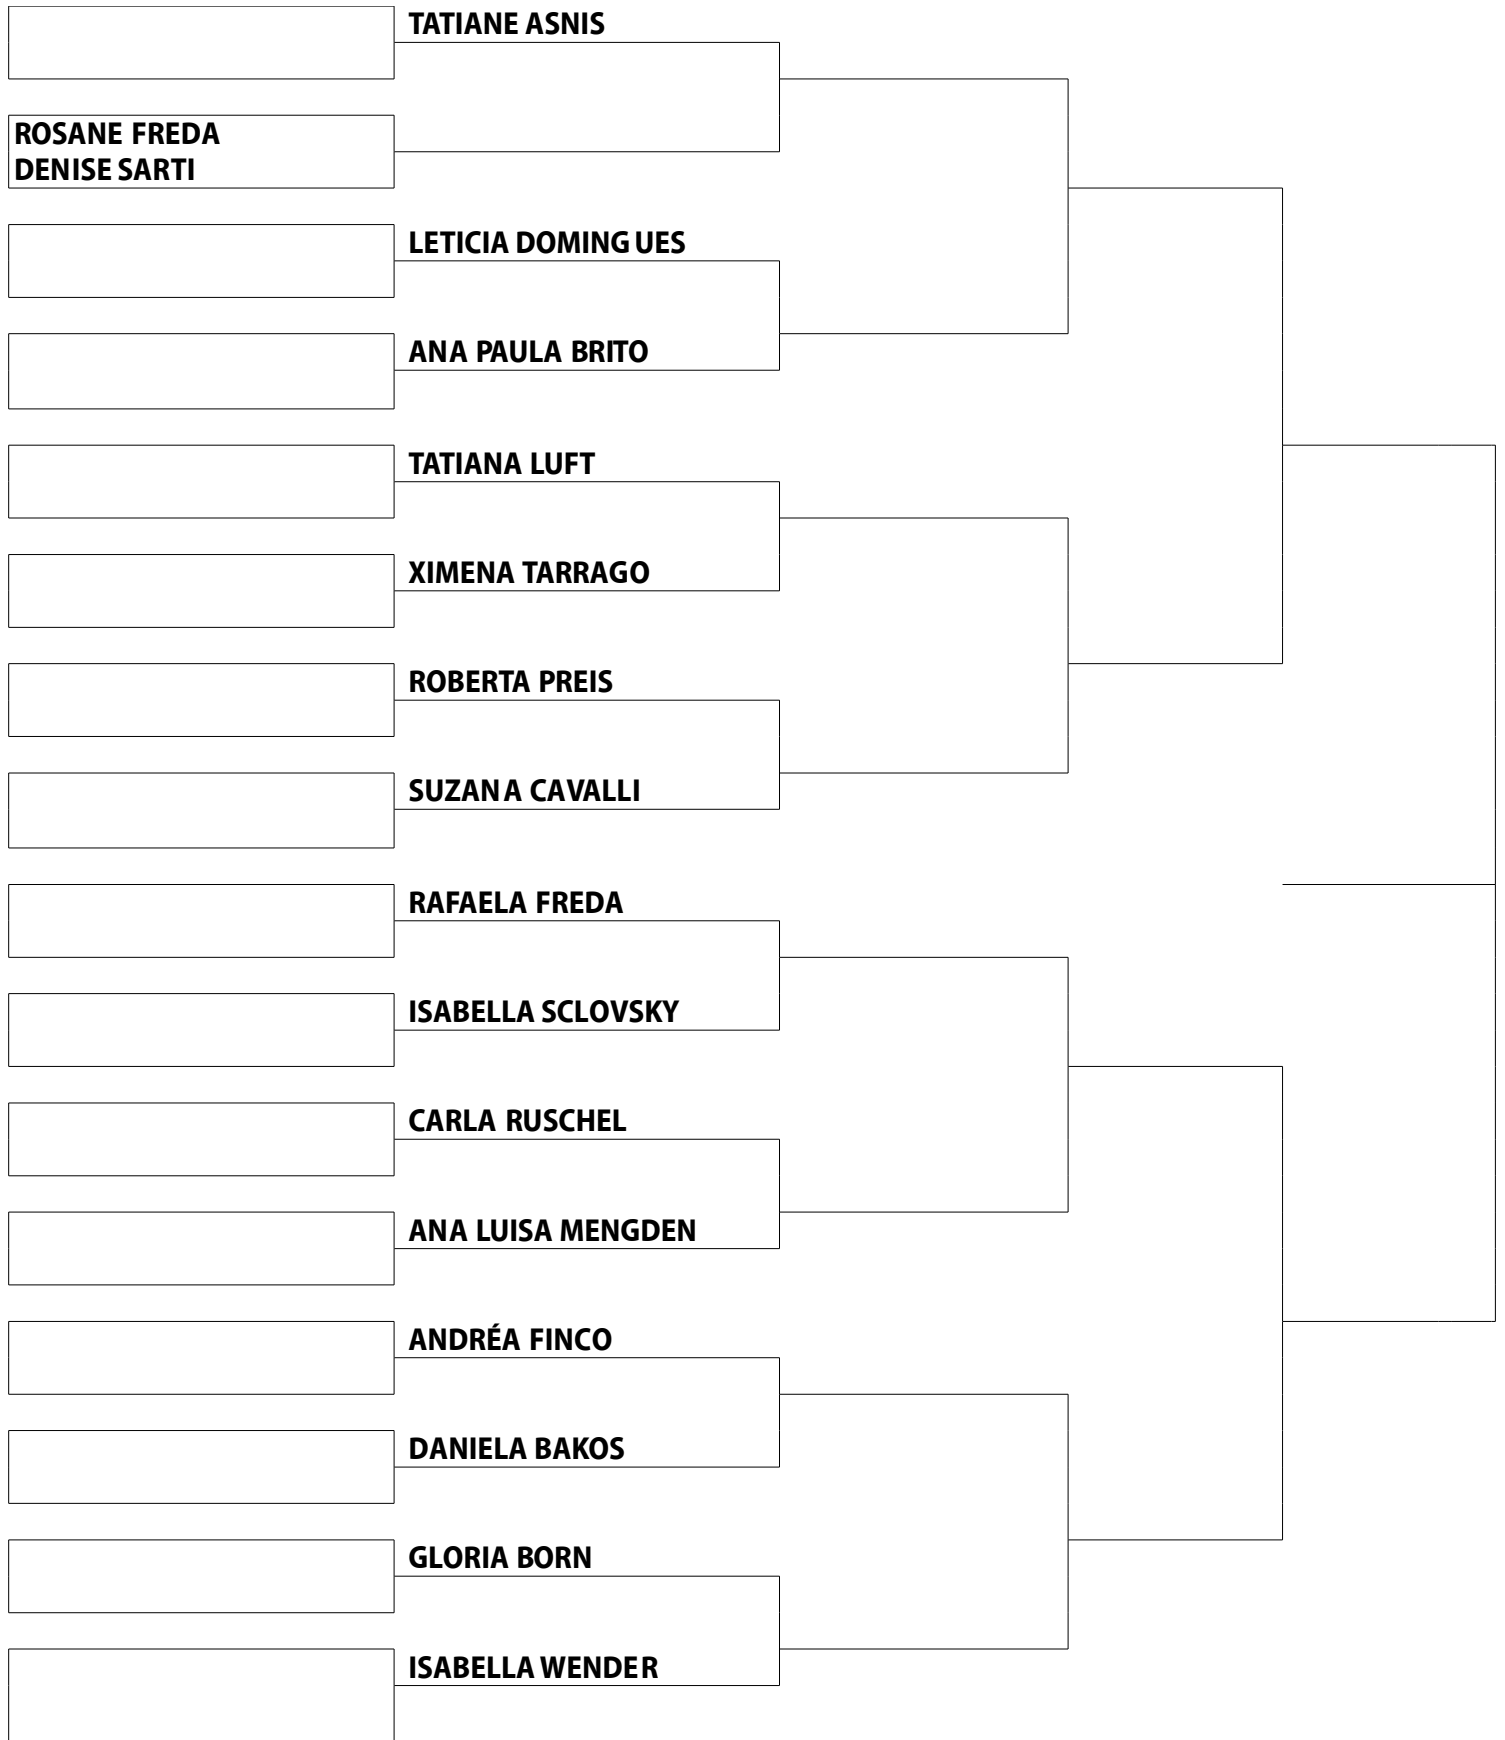 TATIANE ASNIS
ROSANE FREDA
DENISE SARTI
LETICIA DOMINGUES
ANA PAULA BRITO
TATIANA LUFT
XIMENA TARRAGO
ROBERTA PREIS
SUZANA CAVALLI
RAFAELA FREDA
ISABELLA SCLOVSKY
CARLA RUSCHEL
ANA LUISA MENGDEN
ANDRÉA FINCO
DANIELA BAKOS
GLORIA BORN
ISABELLA WENDER